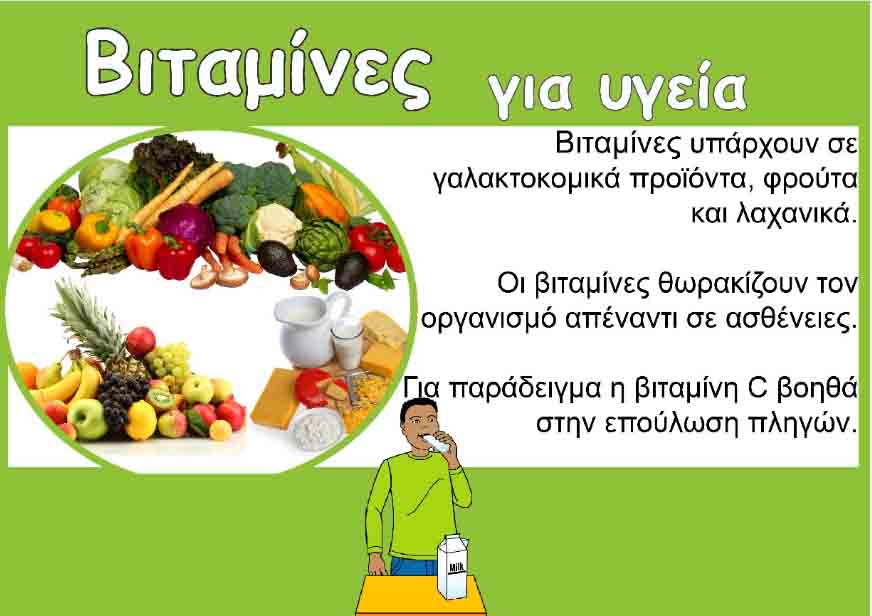 Βιταμίνες για υγεία
Βιταμίνες υπάρχουν σε
γαλακτοκομικά προϊόντα, φρούτα
και λαχανικά.
Οι βιταμίνες θωρακίζουν τον
οργανισμό απέναντι σε ασθένειες.
Για παράδειγμα η βιταμίνη C βοηθά
στην επούλωση πληγών.
Milk